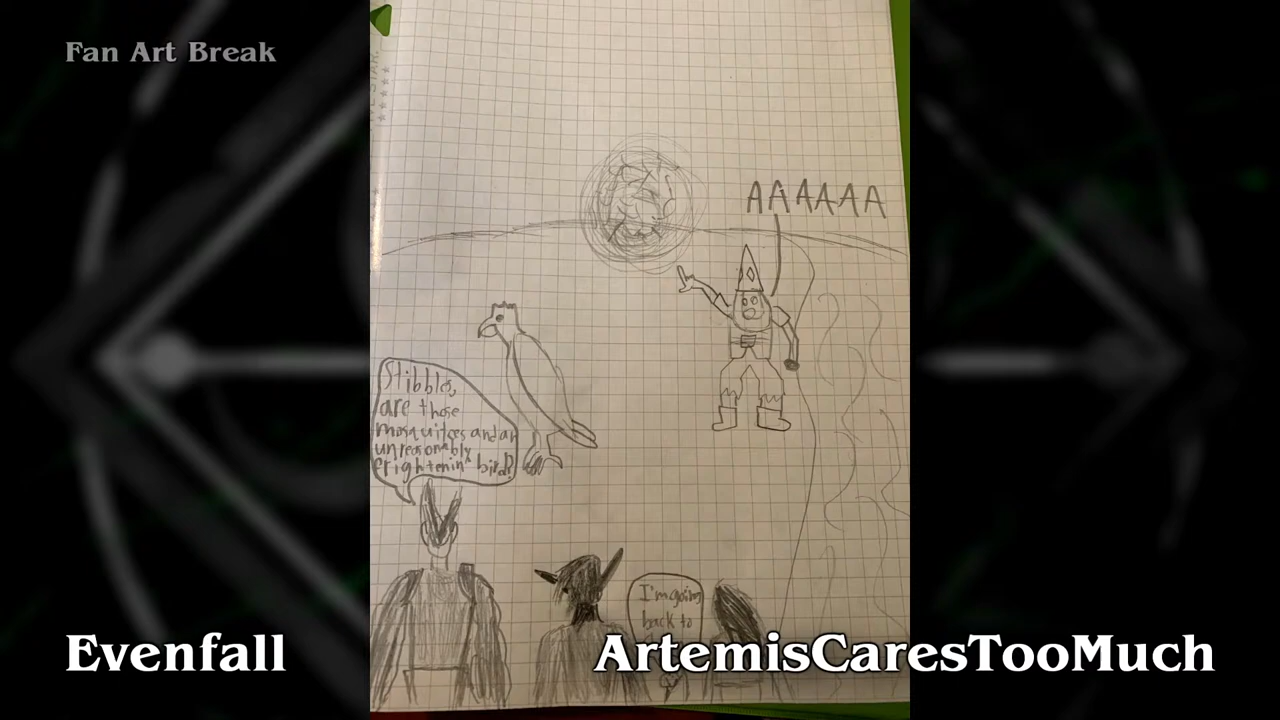 Fan Art Break
AAAAAA
Stibbles,
are those
mosquitoes and an
unreasonably
frightenin' bird?
I'm going
back to
Evenfall
ArtemisCaresTooMuch